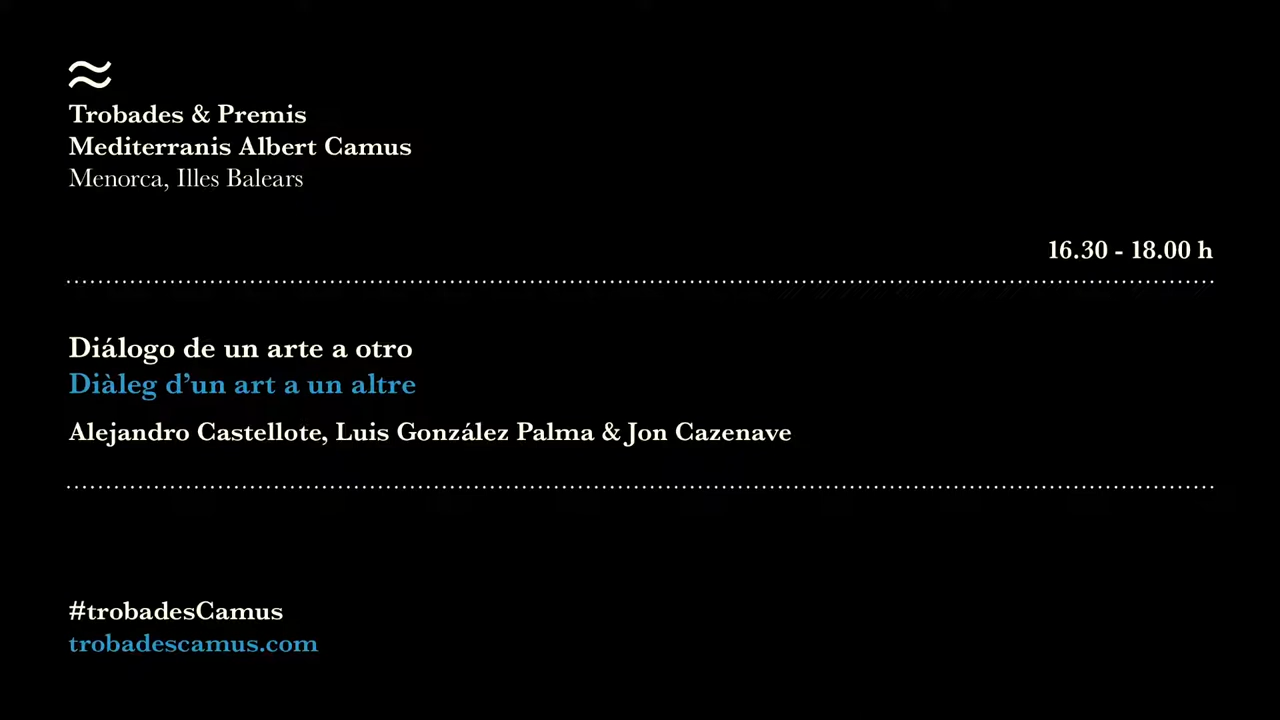 Trobades & Premis
Mediterranis Albert Camus
Menorca, Illes Balears
16.30 - 18.00 h
Diálogo de un arte a otro
Diàleg d’un art a un altre
Alejandro Castellote, Luis González Palma & Jon Cazenave
#trobadesCamus
trobadescamus.com